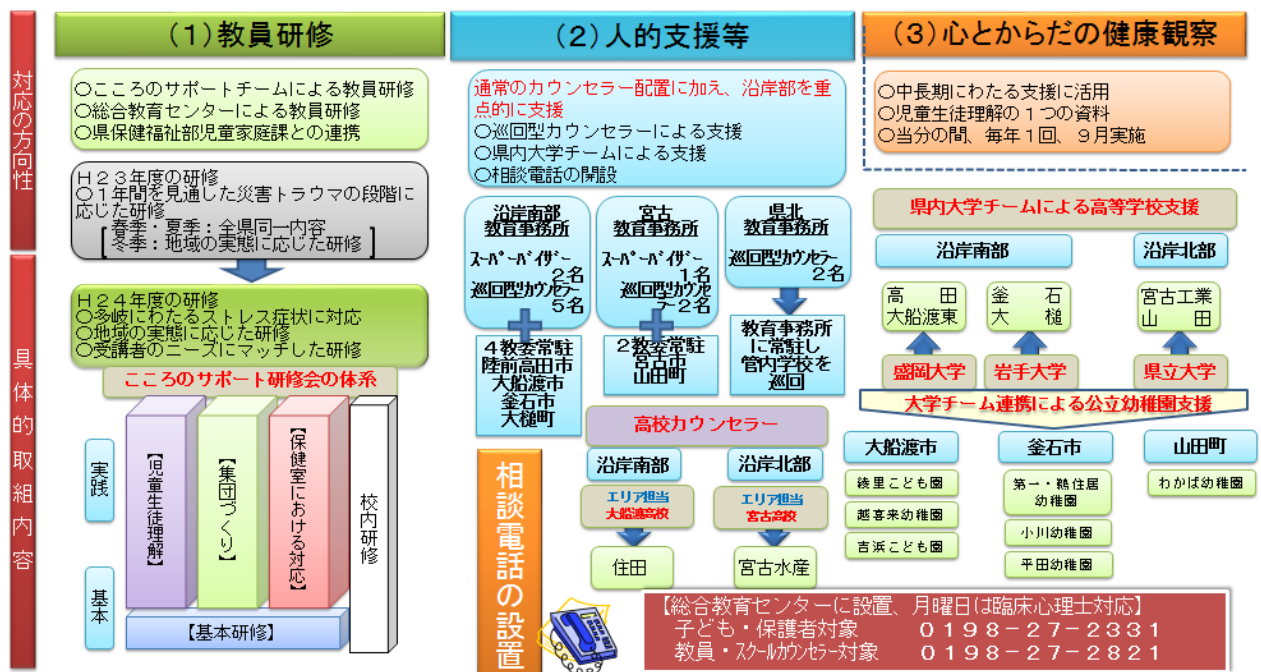 対応の方向性
具体的取組内容
(1)教員研修
○こころのサポートチームによる教員研修
○総合教育センターによる教員研修
○県保健福祉部児童家庭課との連携
H23年度の研修
○1年間を見通した災害トラウマの段階に
応じた研修
春季・夏季:全県同一内容
冬季:地域の実態に応じた研修
H24年度の研修
○多岐にわたるストレス症状に対応
○地域の実態に応じた研修
○受講者のニーズにマッチした研修
こころのサポート研修会の体系
実践
基本
【児童生徒理解】
【集団づくり】
【保健室における対応】
校内研修
【基本研修】
(2)人的支援等
通常のカウンセラー配置に加え、沿岸部を重
点的に支援
○巡回型カウンセラーによる支援
○県内大学チームによる支援
○相談電話の開設
沿岸南部
教育事務所
スーパーバイザー
2名
巡回型カウンセラー
5名
4教委常駐
陸前高田市
大船渡市
釜石市
大槌町
宮古
教育事務所
スーパーバイザー
1名
巡回型カウンセ
ラー2名
2教委常駐
宮古市
山田町
県北
教育事務所
巡回型カウンセラー
2名
教育事務所
に常駐し
管内学校を
巡回
高校カウンセラー
沿岸南部
エリア担当
大船渡高校
住田
沿岸北部
エリア担当
宮古高校
宮古水産
(3)心とからだの健康観察
○中長期にわたる支援に活用
○児童生徒理解の1つの資料
○当分の間、毎年1回、9月実施
県内大学チームによる高等学校支援
沿岸南部
沿岸北部
高 田
大船渡東
釜 石
大 槌
宮古工業
山 田
盛岡大学
岩手大学
県立大学
大学チーム連携による公立幼稚園支援
大船渡市
綾里こども園
越喜来幼稚園
吉浜こども園
釜石市
第一・鵜住居
幼稚園
小川幼稚園
平田幼稚園
山田町
わかば幼稚園
相談電話の設置
【総合教育センターに設置、月曜日は臨床心理士対応】
子ども・保護者対象 0198-27-2331
教員・スクールカウンセラー対象 0198-27-2821